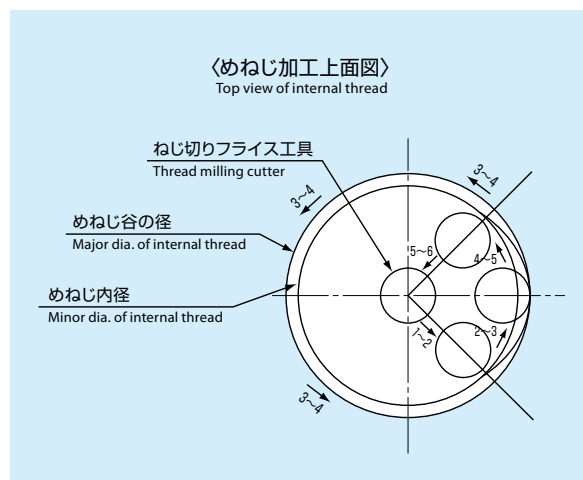 〈めねじ加工上面図〉
Top view of internal thread
ねじ切りフライス工具
Thread milling cutter
3〜4
3〜4
めねじ谷の径
Major dia. of internal thread
5〜6
4〜5
めねじ内径
Minor dia. of internal thread
1〜2
2〜3
3〜4